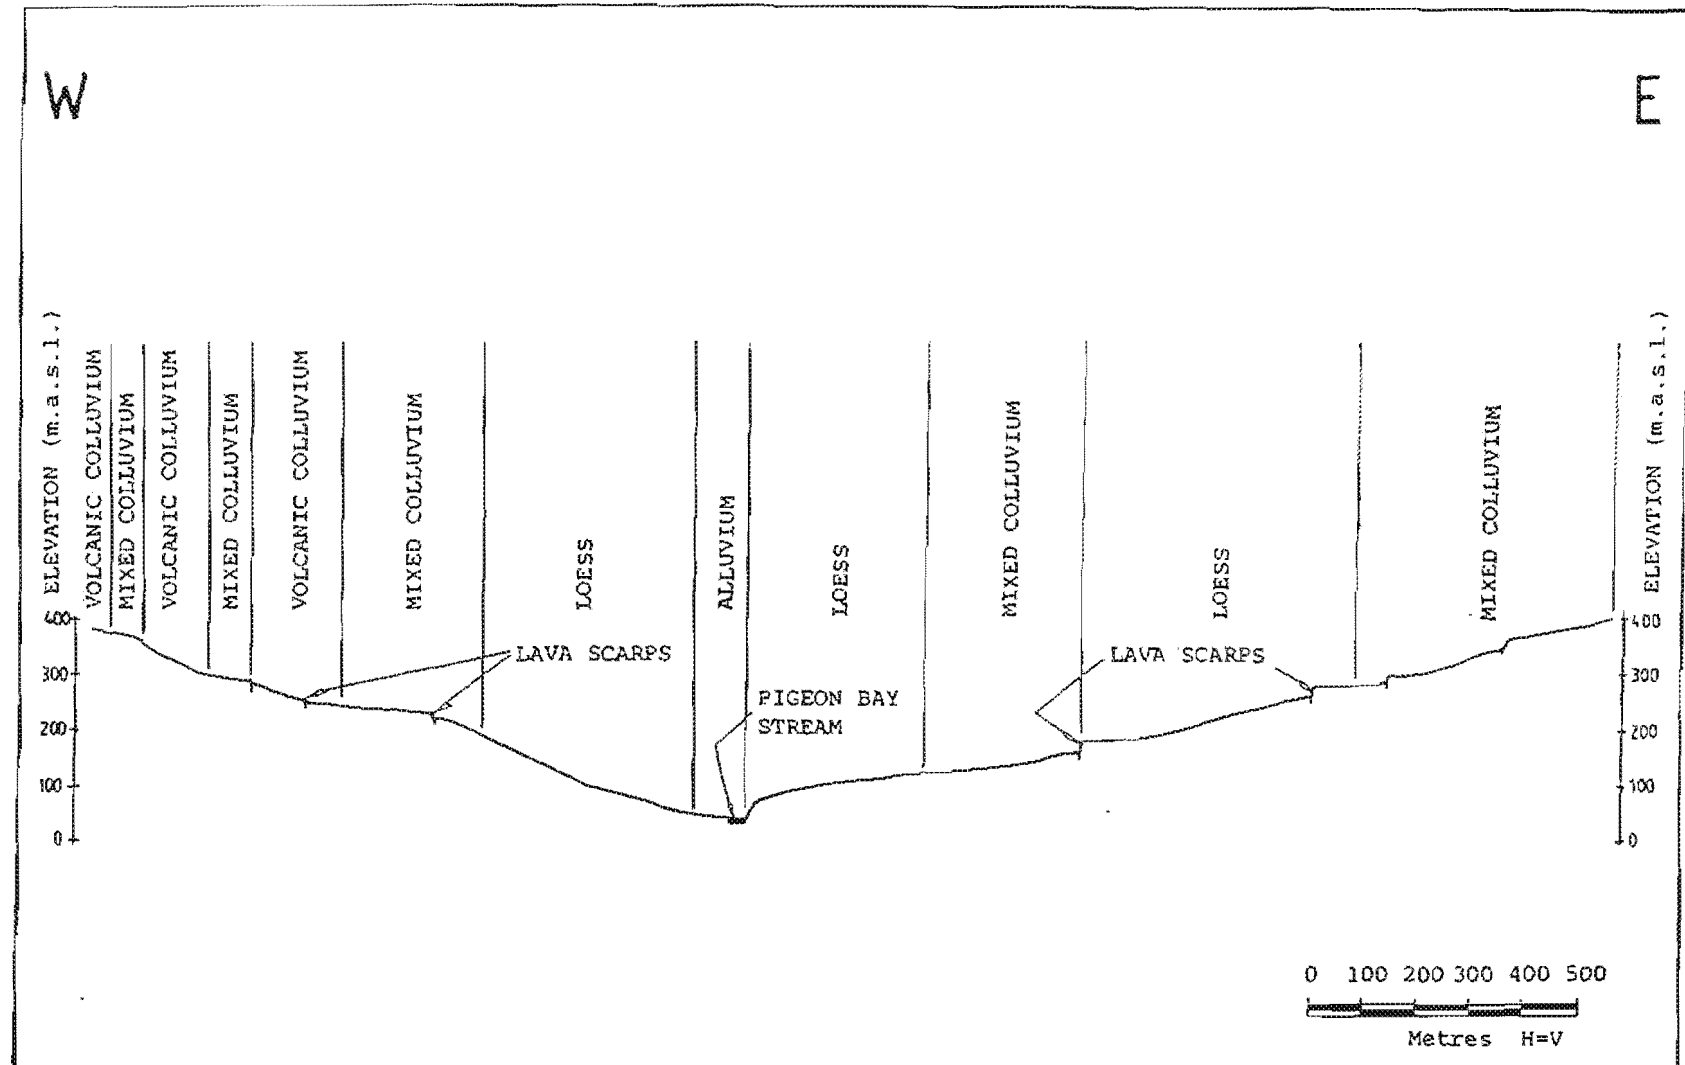 W
E
ELEVATION (m.a.s.l.)
VOLCANIC COLLUVIUM
MIXED COLLUVIUM
VOLCANIC COLLUVIUM
MIXED COLLUVIUM
VOLCANIC COLLUVIUM
MIXED COLLUVIUM
LOESS
ALLUVIUM
LOESS
MIXED COLLUVIUM
LOESS
MIXED COLLUVIUM
ELEVATION (m.a.s.l.)
400
300
200
100
0
LAVA SCARPS
PIGEON BAY
STREAM
LAVA SCARPS
400
300
200
100
0
0 100 200 300 400 500
Metres H=V